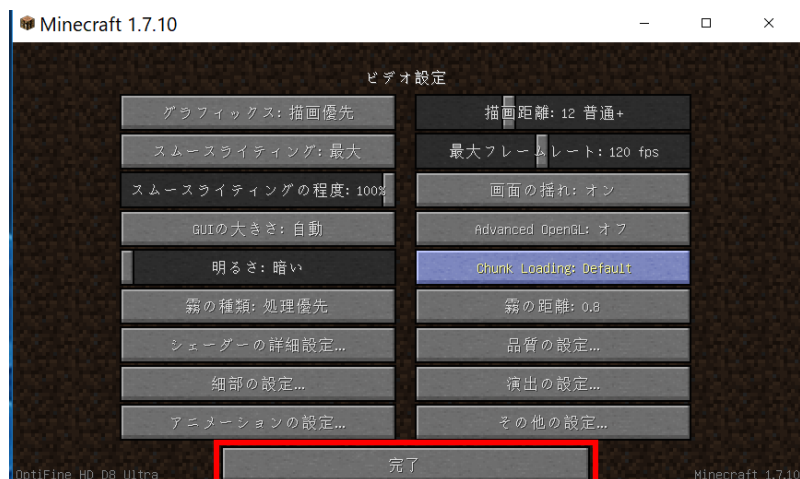 Minecraft 1.7.10
ビデオ設定
グラフィックス: 描画優先
描画距離: 12 普通+
スムースライティング: 最大
最大フレームレート: 120 fps
スムースライティングの程度: 100%
画面の揺れ: オン
GUIの大きさ: 自動
Advanced OpenGL: オフ
明るさ: 暗い
Chunk Loading: Default
霧の種類: 処理優先
霧の距離: 0.8
シェーダーの詳細設定...
品質の設定...
細部の設定...
演出の設定...
アニメーションの設定...
その他の設定...
完了
OptiFine HD D8 Ultra
Minecraft 1.7.10